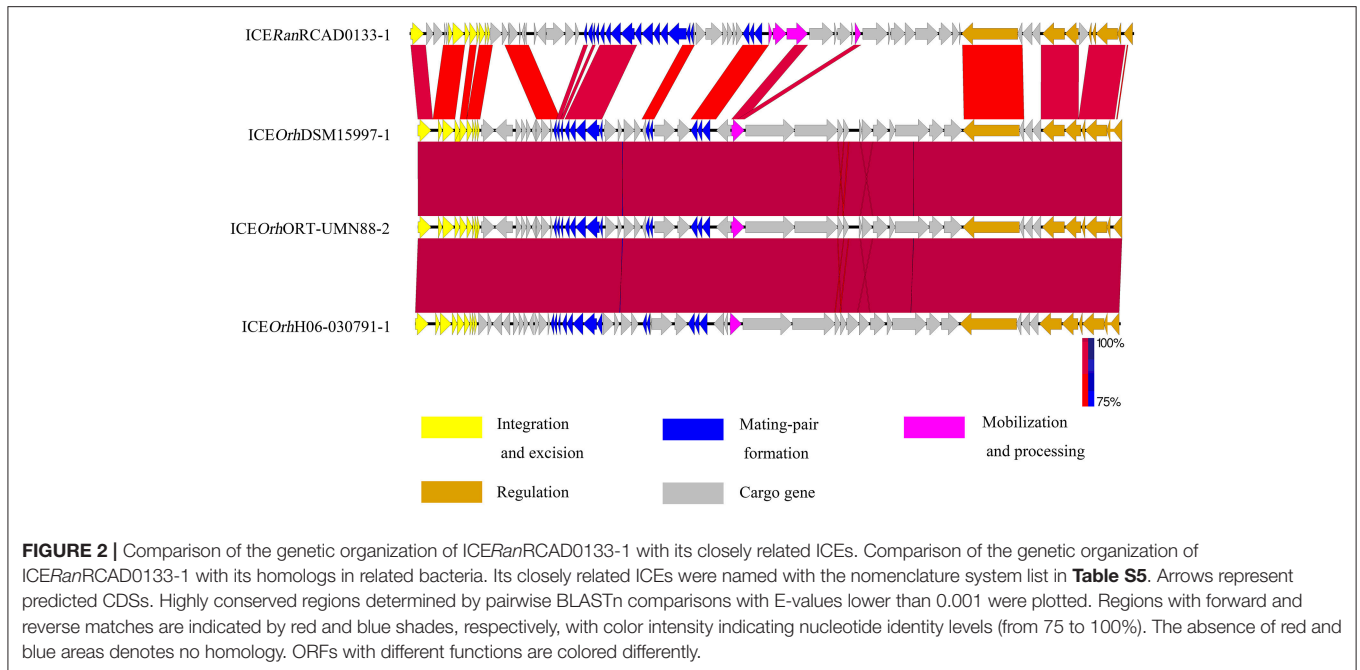 ICERanRCAD0133-1
ICEOrhDSM15997-1
ICEOrhORT-UMN88-2
ICEOrhH06-030791-1
100%
75%
Integration
and excision
Mating-pair
formation
Mobilization
and processing
Regulation
Cargo gene
FIGURE 2 | Comparison of the genetic organization of ICERanRCAD0133-1 with its closely related ICEs. Comparison of the genetic organization of
ICERanRCAD0133-1 with its homologs in related bacteria. Its closely related ICEs were named with the nomenclature system list in Table S5. Arrows represent
predicted CDSs. Highly conserved regions determined by pairwise BLASTn comparisons with E-values lower than 0.001 were plotted. Regions with forward and
reverse matches are indicated by red and blue shades, respectively, with color intensity indicating nucleotide identity levels (from 75 to 100%). The absence of red and
blue areas denotes no homology. ORFs with different functions are colored differently.